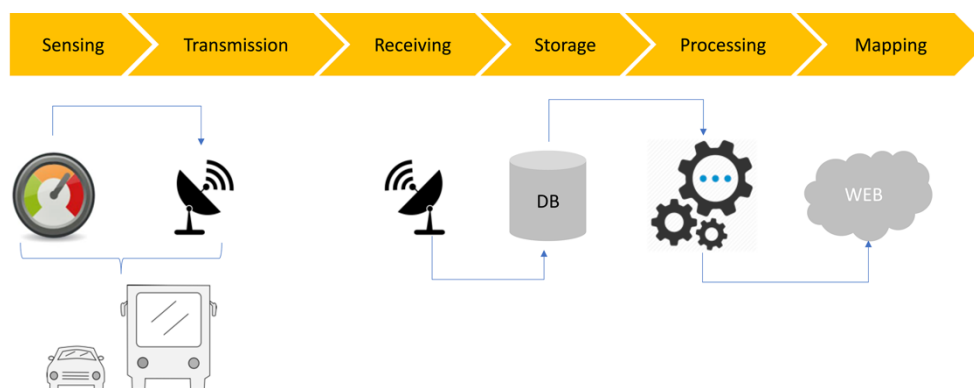 Sensing
Transmission
Receiving
Storage
Processing
Mapping
DB
WEB